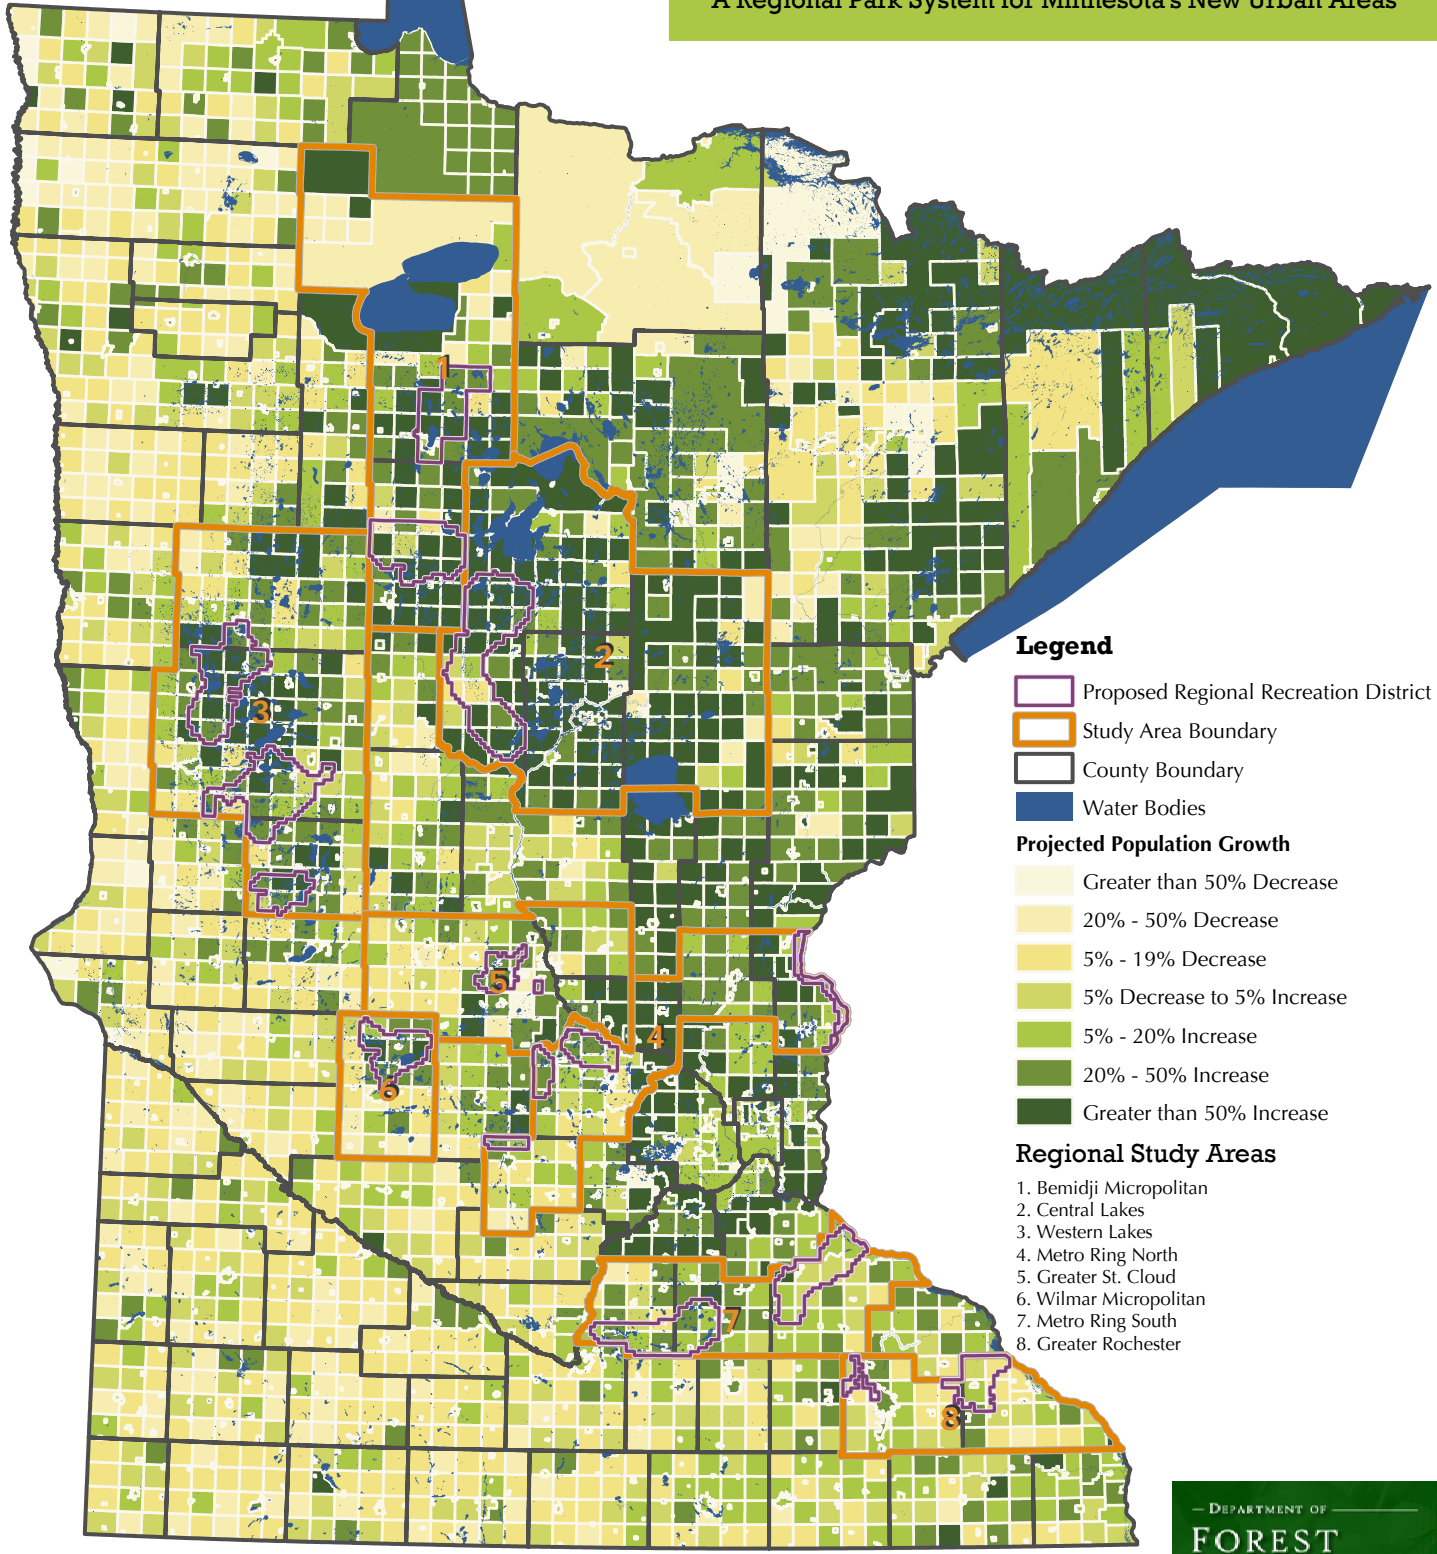 A Regional Park System for Minnesota's New Urban Areas
1
2
3
4
5
6
7
8
Legend
Proposed Regional Recreation District
Study Area Boundary
County Boundary
Water Bodies
Projected Population Growth
Greater than 50% Decrease
20% - 50% Decrease
5% - 19% Decrease
5% Decrease to 5% Increase
5% - 20% Increase
20% - 50% Increase
Greater than 50% Increase
Regional Study Areas
1. Bemidji Micropolitan
2. Central Lakes
3. Western Lakes
4. Metro Ring North
5. Greater St. Cloud
6. Wilmar Micropolitan
7. Metro Ring South
8. Greater Rochester
DEPARTMENT OF
FOREST